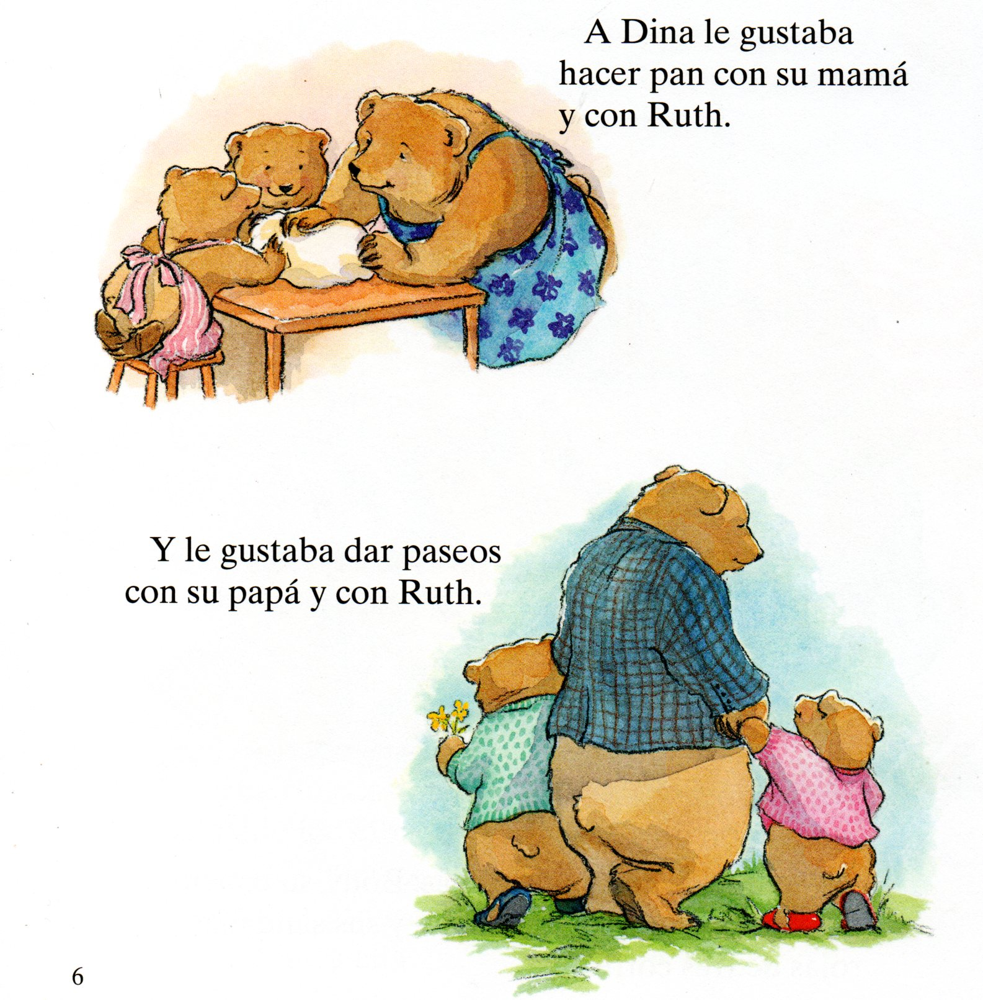 A Dina le gustaba
hacer pan con su mamá
y con Ruth.
Y le gustaba dar paseos
con su papá y con Ruth.
6